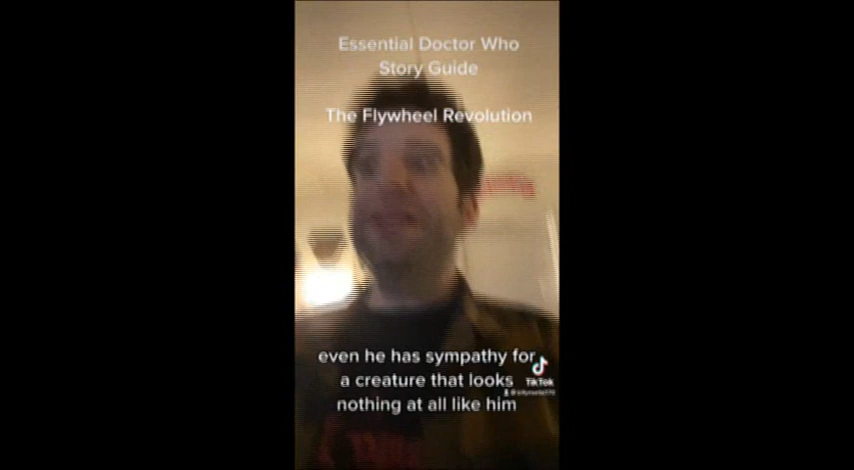 Essential Doctor Who
Story Guide
The Flywheel Revolution
even he has sympathy for
a creature that looks
nothing at all like him
TikTok